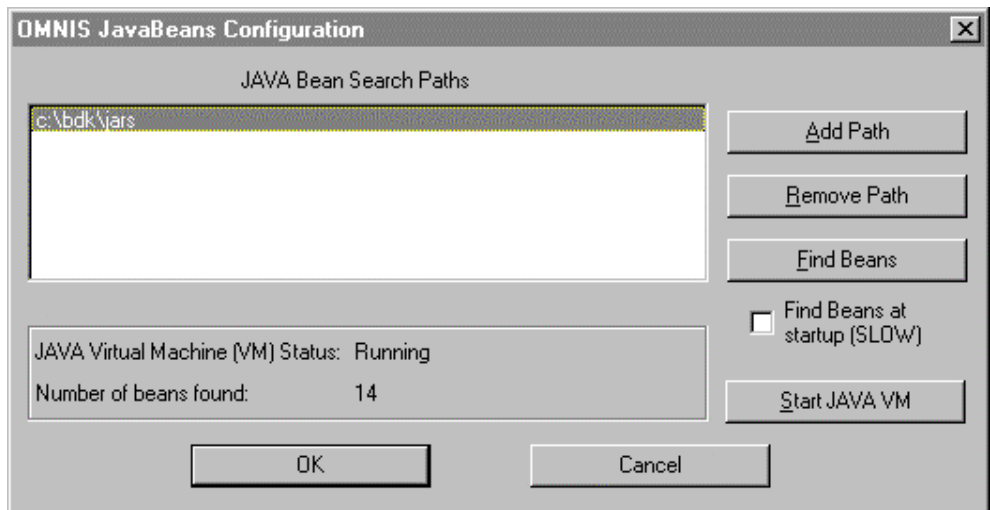 OMNIS JavaBeans Configuration
JAVA Bean Search Paths
c:\bdk\jars
Add Path
Remove Path
Find Beans
Find Beans at
startup (SLOW)
JAVA Virtual Machine (VM) Status: Running
Number of beans found: 14
Start JAVA VM
OK
Cancel